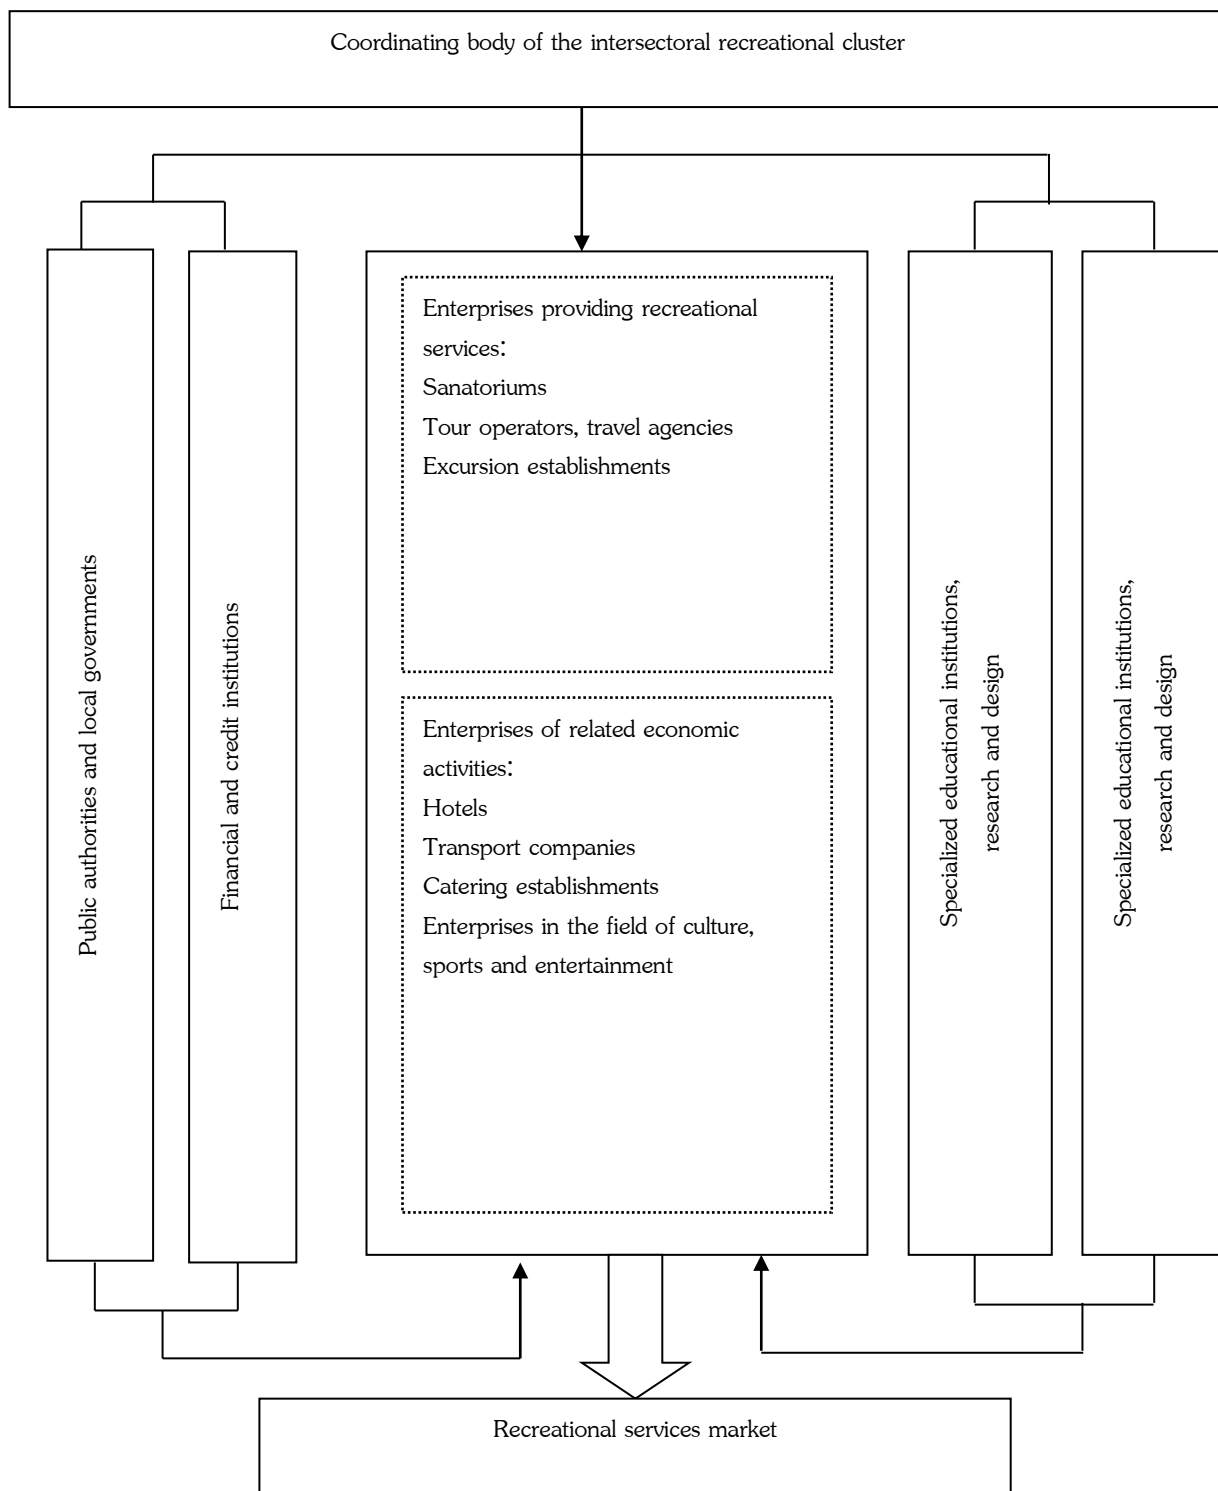 Coordinating body of the intersectoral recreational cluster
Public authorities and local governments
Financial and credit institutions
Enterprises providing recreational
services:
Sanatoriums
Tour operators, travel agencies
Excursion establishments
Enterprises of related economic
activities:
Hotels
Transport companies
Catering establishments
Enterprises in the field of culture,
sports and entertainment
Specialized educational institutions,
research and design
Specialized educational institutions,
research and design
Recreational services market